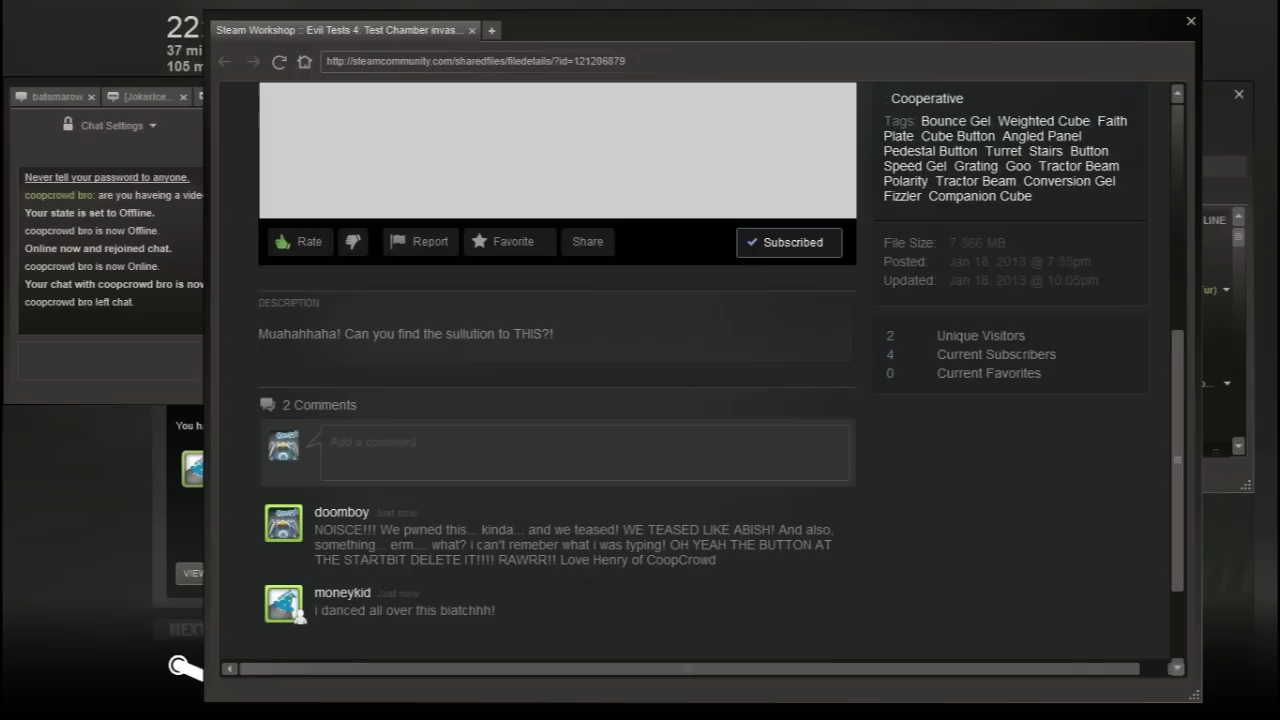 22:
37 mi
105 m
Steam Workshop :: Evil Tests 4: Test Chamber invas...
http://steamcommunity.com/sharedfiles/filedetails/?id=121206879
batsmarow
[JokerIce...
Chat Settings
Never tell your password to anyone.
coopcrowd bro: are you haveing a vide
Your state is set to Offline.
coopcrowd bro is now Offline.
Online now and rejoined chat.
coopcrowd bro is now Online.
Your chat with coopcrowd bro is now
coopcrowd bro left chat.
You ha
VIEW
NEXT
Rate
Report
Favorite
Share
Subscribed
DESCRIPTION
Muahahhaha! Can you find the sullution to THIS?!
2 Comments
Add a comment
doomboy Just now
NOISCE!!! We pwned this... kinda... and we teased! WE TEASED LIKE ABISH! And also,
something... erm.... what? i can't remeber what i was typing! OH YEAH THE BUTTON AT
THE STARTBIT DELETE IT!!!! RAWRR!! Love Henry of CoopCrowd
moneykid Just now
i danced all over this biatchhh!
Cooperative
Tags Bounce Gel Weighted Cube Faith
Plate Cube Button Angled Panel
Pedestal Button Turret Stairs Button
Speed Gel Grating Goo Tractor Beam
Polarity Tractor Beam Conversion Gel
Fizzler Companion Cube
File Size: 7.366 MB
Posted: Jan 18, 2013 @ 7:35pm
Updated: Jan 18, 2013 @ 10:05pm
2 Unique Visitors
4 Current Subscribers
0 Current Favorites
LINE